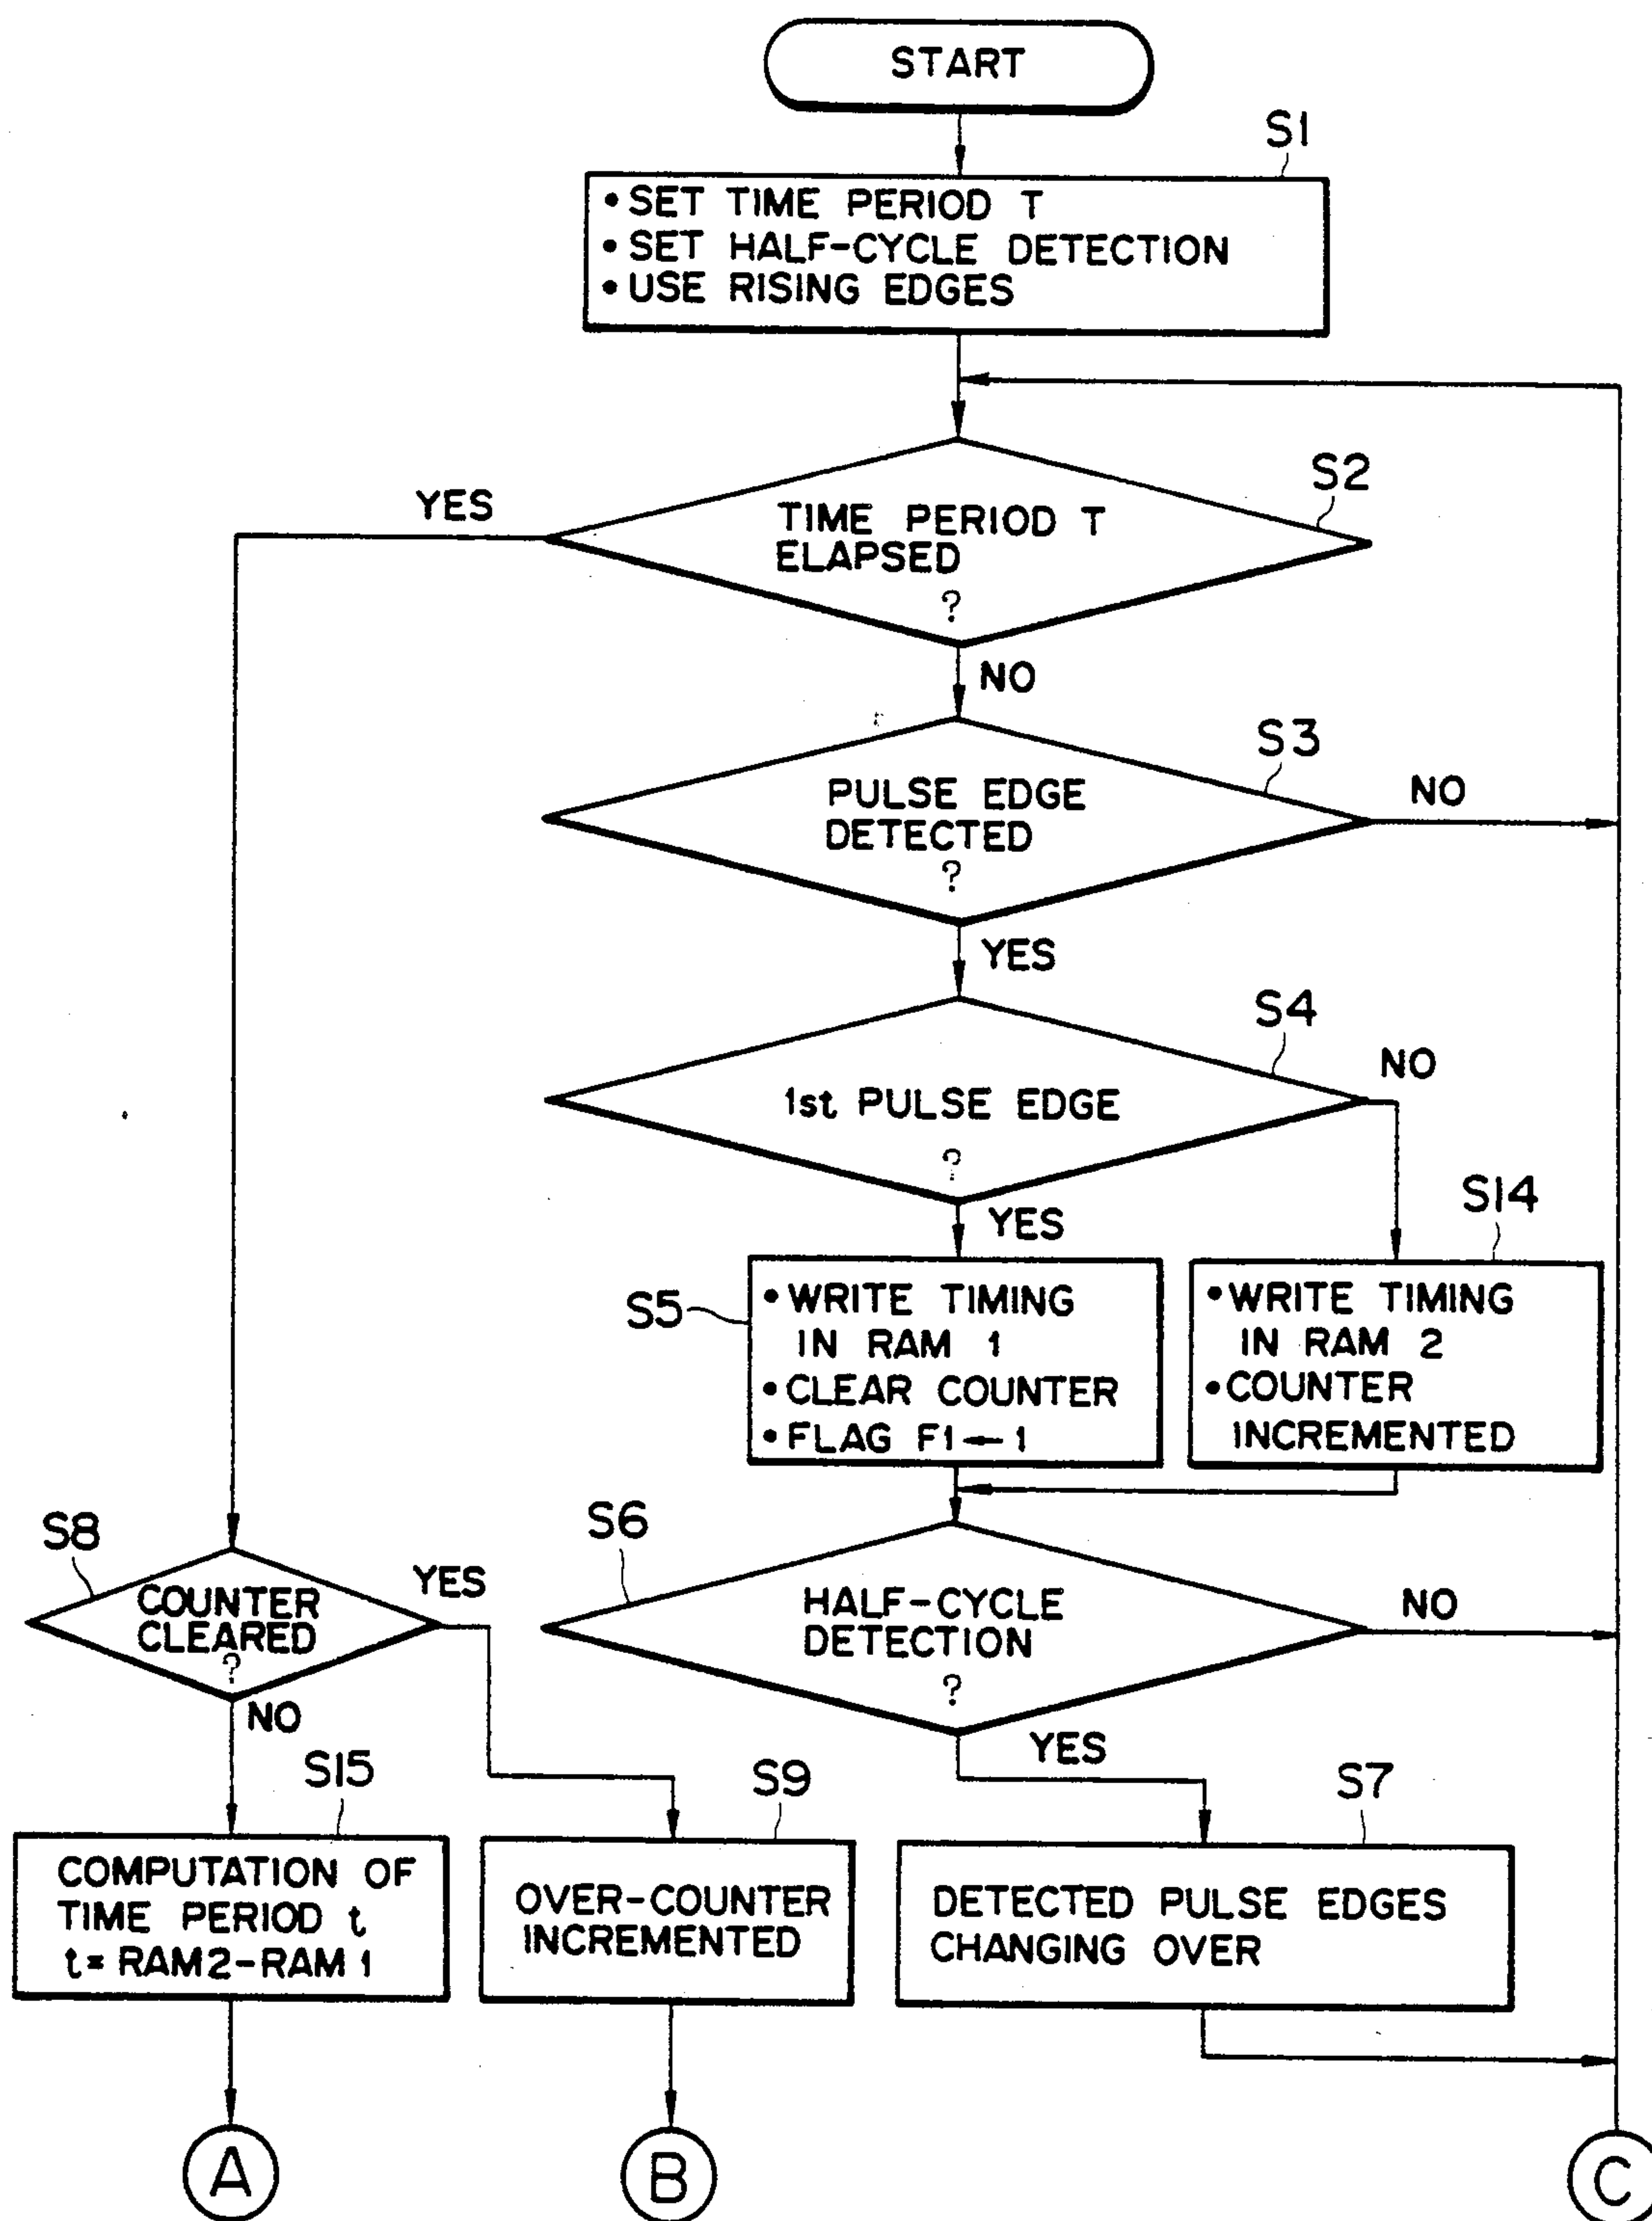 START
S1
•SET TIME PERIOD T
•SET HALF-CYCLE DETECTION
•USE RISING EDGES
S2
YES
TIME PERIOD T
ELAPSED
?
NO
S3
PULSE EDGE
DETECTED
?
NO
YES
S4
1st PULSE EDGE
?
NO
YES
S14
S5
•WRITE TIMING
IN RAM 1
•CLEAR COUNTER
•FLAG F1←1
•WRITE TIMING
IN RAM 2
•COUNTER
INCREMENTED
S8
COUNTER
CLEARED
?
YES
NO
S6
HALF-CYCLE
DETECTION
?
NO
YES
S15
COMPUTATION OF
TIME PERIOD t
t=RAM2-RAM1
S9
OVER-COUNTER
INCREMENTED
S7
DETECTED PULSE EDGES
CHANGING OVER
A
B
C